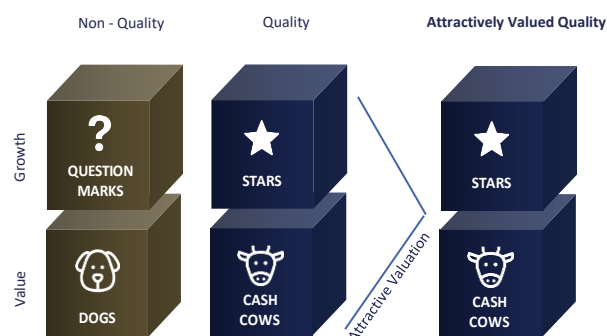 Non - Quality
Quality
Attractively Valued Quality
Growth
?
QUESTION
MARKS
STARS
STARS
Value
DOGS
CASH
COWS
Attractive Valuation
CASH
COWS